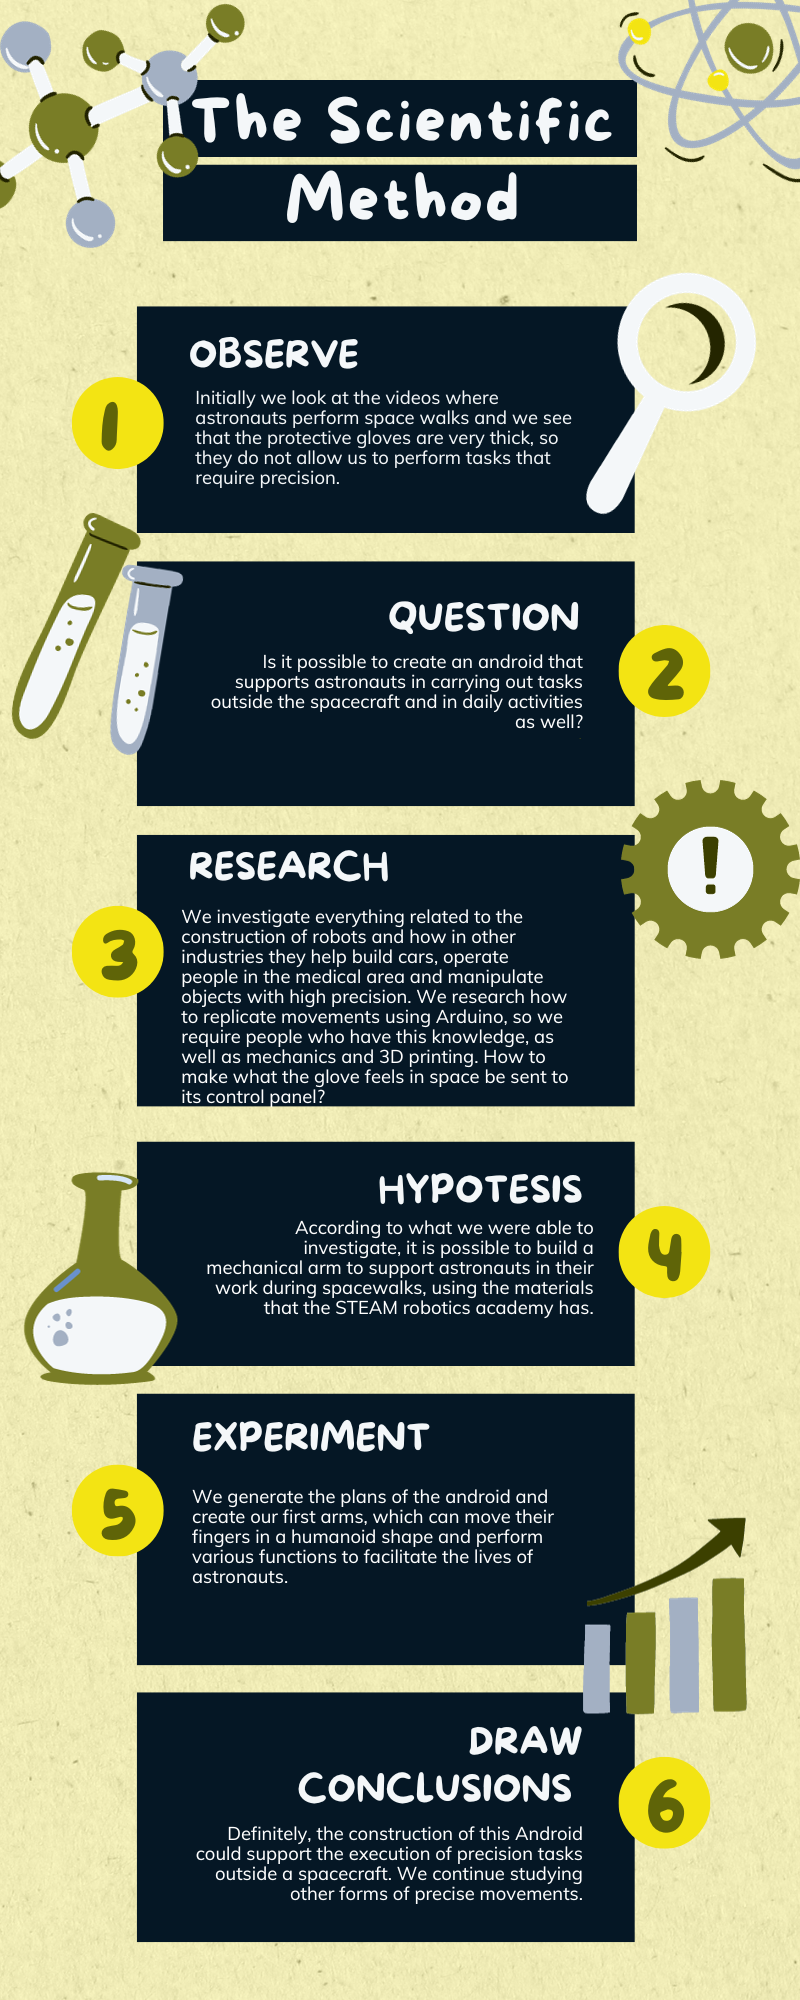 The Scientific
Method
OBSERVE
Initially we look at the videos where
astronauts perform space walks and we see
that the protective gloves are very thick, so
they do not allow us to perform tasks that
require precision.
1
QUESTION
Is it possible to create an android that
supports astronauts in carrying out tasks
outside the spacecraft and in daily activities
as well?
2
RESEARCH
We investigate everything related to the
construction of robots and how in other
industries they help build cars, operate
people in the medical area and manipulate
objects with high precision. We research how
to replicate movements using Arduino, so we
require people who have this knowledge, as
well as mechanics and 3D printing. How to
make what the glove feels in space be sent to
its control panel?
3
!
HYPOTESIS
According to what we were able to
investigate, it is possible to build a
mechanical arm to support astronauts in their
work during spacewalks, using the materials
that the STEAM robotics academy has.
4
EXPERIMENT
We generate the plans of the android and
create our first arms, which can move their
fingers in a humanoid shape and perform
various functions to facilitate the lives of
astronauts.
5
DRAW
CONCLUSIONS
Definitely, the construction of this Android
could support the execution of precision tasks
outside a spacecraft. We continue studying
other forms of precise movements.
6